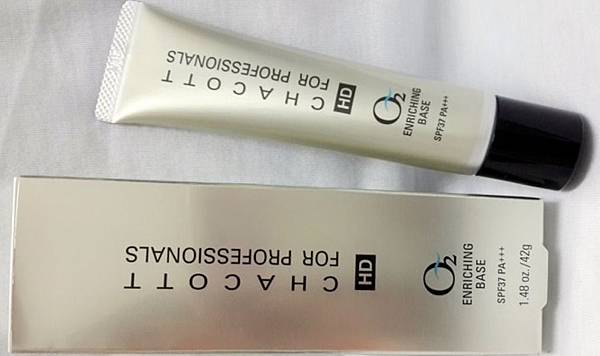 CHACOTT
FOR PROFESSIONALS
HD
O2
ENRICHING
BASE
SPF37 PA+++
CHACOTT
FOR PROFESSIONALS
HD
O2
ENRICHING
BASE
SPF37 PA+++
1.48 oz./42g